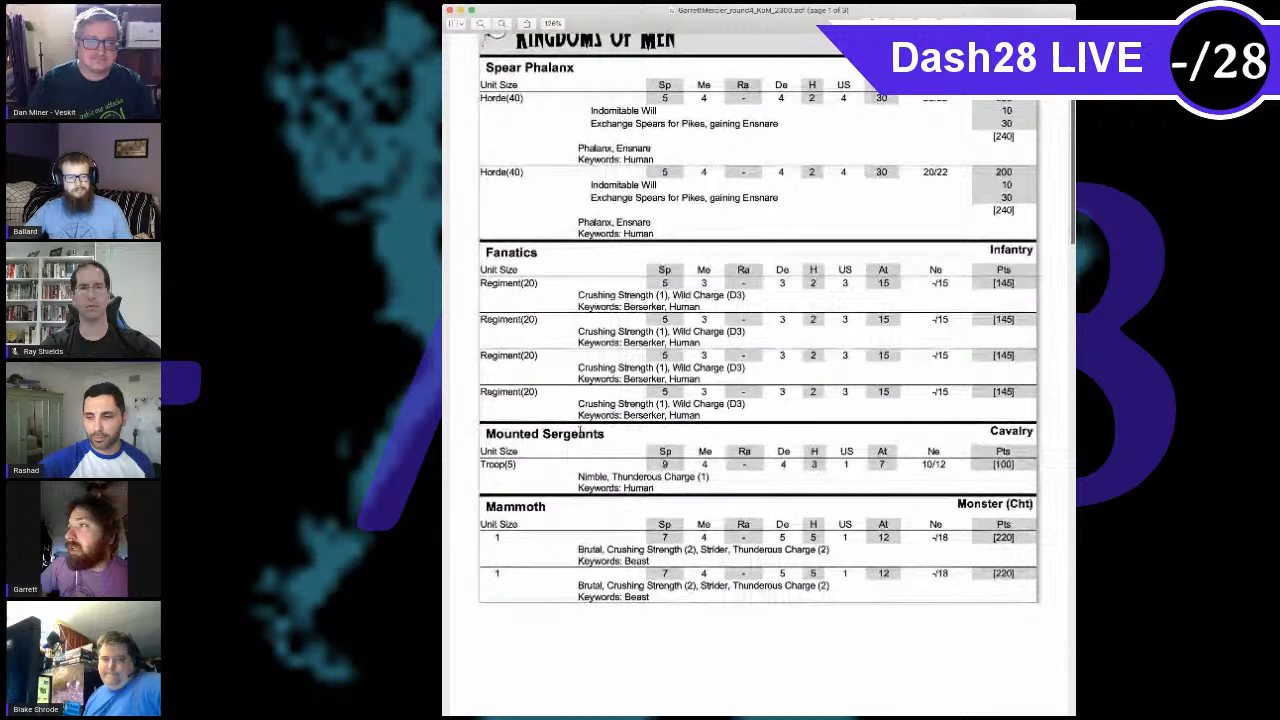 GarrettMercier_round4_KoM_2300.pdf (page 1 of 3)
126%
Dash28 LIVE
-/28
KINGDOMS OF MEN
Spear Phalanx
Unit Size Sp Me Ra De H US
Horde(40) 5 4 - 4 2 4 30
Indomitable Will 10
Exchange Spears for Pikes, gaining Ensnare 30
[240]
Phalanx, Ensnare
Keywords: Human
Horde(40) 5 4 - 4 2 4 30 20/22 200
Indomitable Will 10
Exchange Spears for Pikes, gaining Ensnare 30
[240]
Phalanx, Ensnare
Keywords: Human
Fanatics Infantry
Unit Size Sp Me Ra De H US At Ne Pts
Regiment(20) 5 3 - 3 2 3 15 -/15 [145]
Crushing Strength (1), Wild Charge (D3)
Keywords: Berserker, Human
Regiment(20) 5 3 - 3 2 3 15 -/15 [145]
Crushing Strength (1), Wild Charge (D3)
Keywords: Berserker, Human
Regiment(20) 5 3 - 3 2 3 15 -/15 [145]
Crushing Strength (1), Wild Charge (D3)
Keywords: Berserker, Human
Regiment(20) 5 3 - 3 2 3 15 -/15 [145]
Crushing Strength (1), Wild Charge (D3)
Keywords: Berserker, Human
Mounted Sergeants Cavalry
Unit Size Sp Me Ra De H US At Ne Pts
Troop(5) 9 4 - 4 3 1 7 10/12 [100]
Nimble, Thunderous Charge (1)
Keywords: Human
Mammoth Monster (Cht)
Unit Size Sp Me Ra De H US At Ne Pts
1 7 4 - 5 5 1 12 -/18 [220]
Brutal, Crushing Strength (2), Strider, Thunderous Charge (2)
Keywords: Beast
1 7 4 - 5 5 1 12 -/18 [220]
Brutal, Crushing Strength (2), Strider, Thunderous Charge (2)
Keywords: Beast
Dan Miner - Veskit
Ballard
Ray Shields
Rashad
Garrett
Blake Shrode